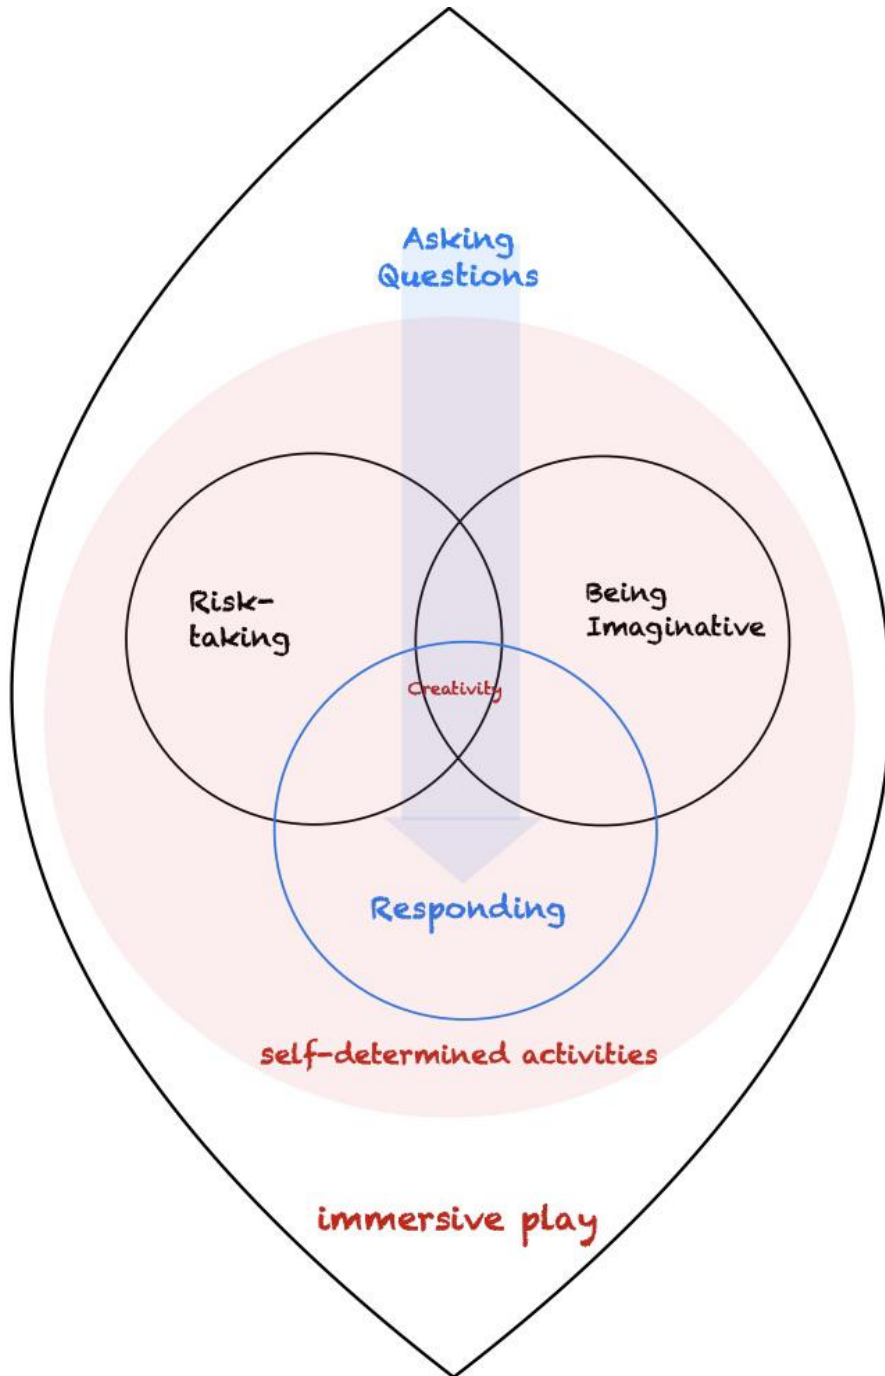 Asking
Questions
Risk-
taking
Being
Imaginative
Creativity
Responding
self-determined activities
immersive play